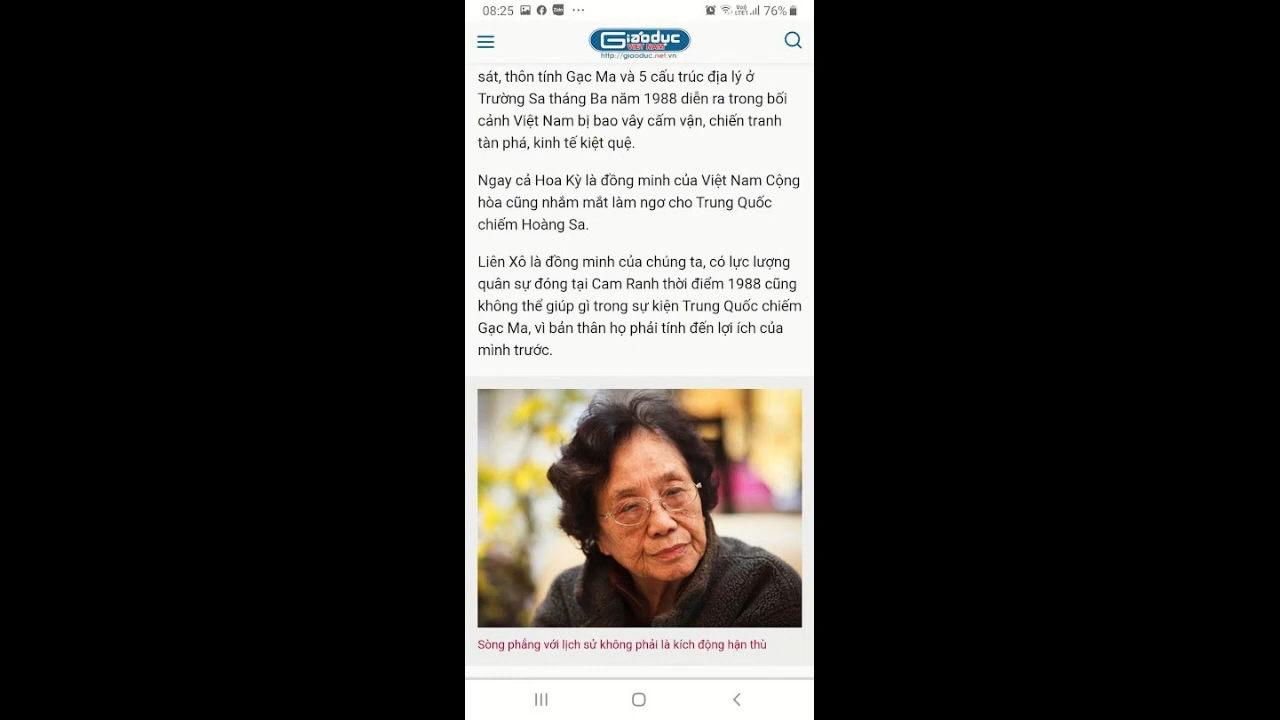 08:25
76%
Giáo dục
VIỆT NAM
http://giaoduc.net.vn
sát, thôn tính Gạc Ma và 5 cấu trúc địa lý ở
Trường Sa tháng Ba năm 1988 diễn ra trong bối
cảnh Việt Nam bị bao vây cấm vận, chiến tranh
tàn phá, kinh tế kiệt quệ.
Ngay cả Hoa Kỳ là đồng minh của Việt Nam Cộng
hòa cũng nhắm mắt làm ngơ cho Trung Quốc
chiếm Hoàng Sa.
Liên Xô là đồng minh của chúng ta, có lực lượng
quân sự đóng tại Cam Ranh thời điểm 1988 cũng
không thể giúp gì trong sự kiện Trung Quốc chiếm
Gạc Ma, vì bản thân họ phải tính đến lợi ích của
mình trước.
Sòng phẳng với lịch sử không phải là kích động hận thù